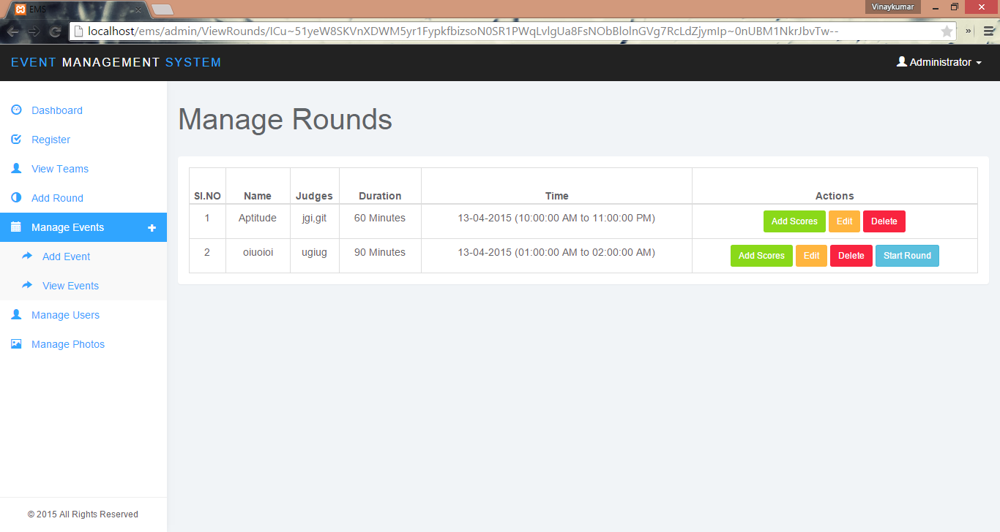 EMS
Vinaykumar
localhost/ems/admin/ViewRounds/ICu~51yeW8SKVnXDWM5yr1FypkfbizsoN0SR1PWqLvlgUa8FsNObBlolnGVg7RcLdZjymIp~0nUBM1NkrJbvTw--
EVENT MANAGEMENT SYSTEM
Administrator
Dashboard
Register
View Teams
Add Round
Manage Events
Add Event
View Events
Manage Users
Manage Photos
© 2015 All Rights Reserved
Manage Rounds
SI.NO Name Judges Duration Time Actions
1 Aptitude jgi,git 60 Minutes 13-04-2015 (10:00:00 AM to 11:00:00 PM) Add Scores Edit Delete
2 oiuoioi ugiug 90 Minutes 13-04-2015 (01:00:00 AM to 02:00:00 AM) Add Scores Edit Delete Start Round